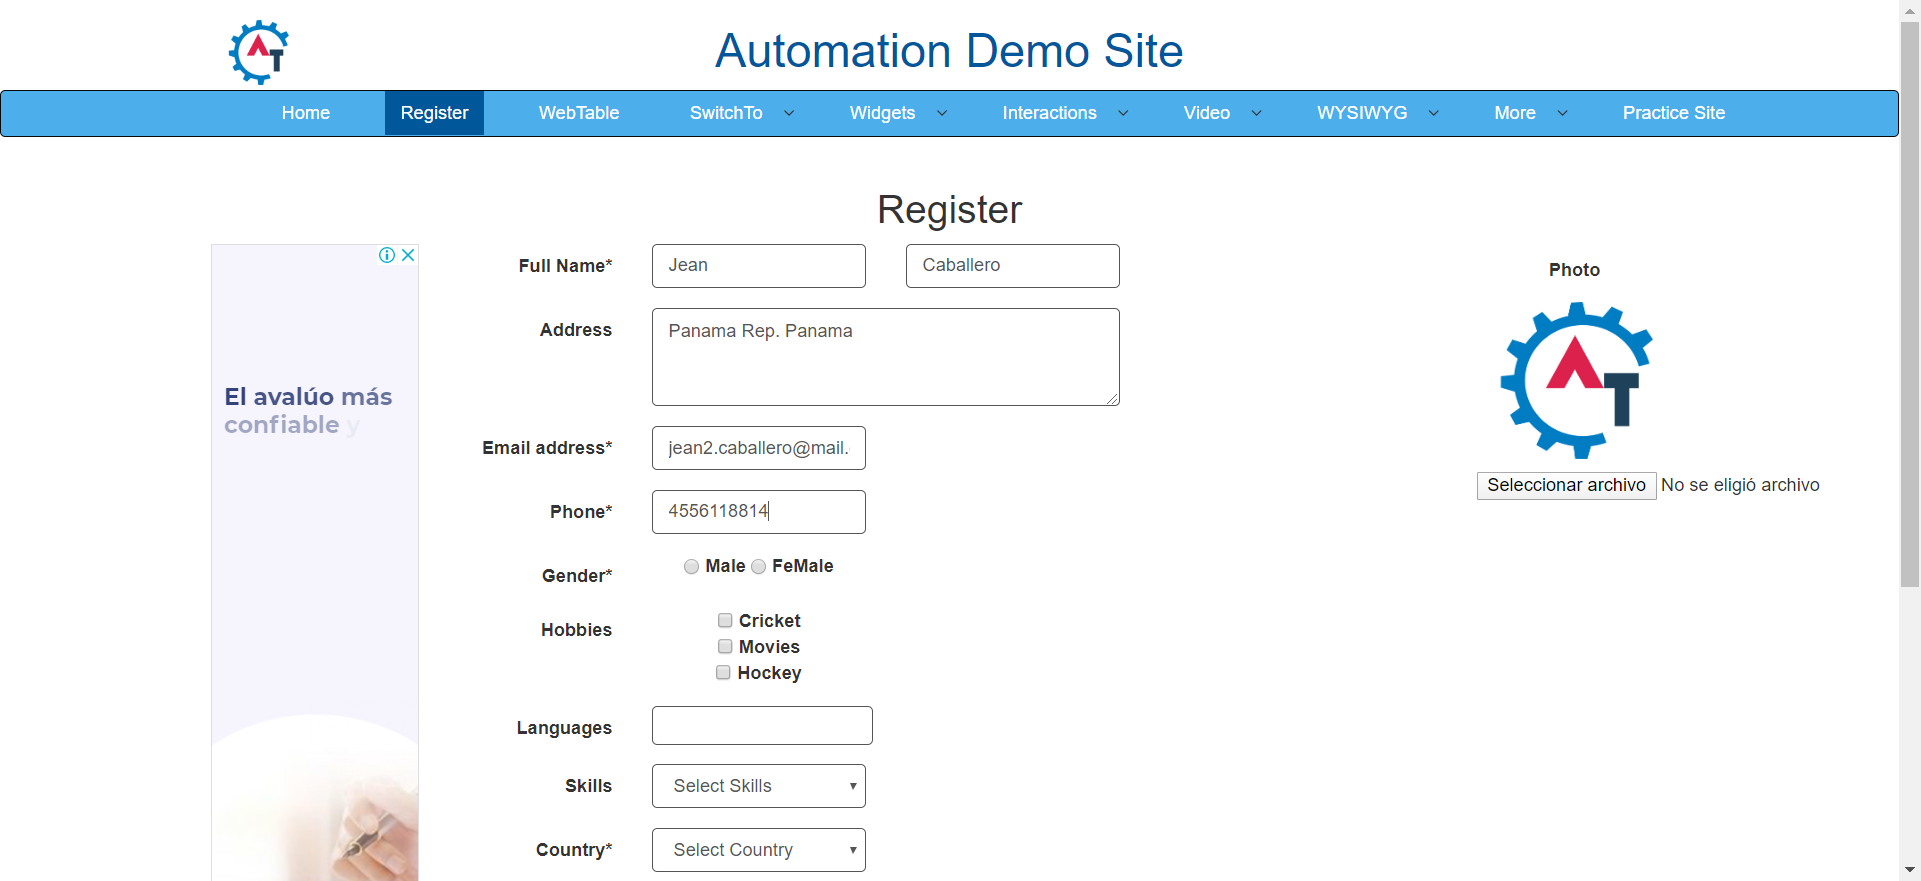 AT
Automation Demo Site
Home Register WebTable SwitchTo Widgets Interactions Video WYSIWYG More Practice Site
Register
El avalúo más
confiable y
Full Name* Jean Caballero
Address Panama Rep. Panama
Email address* jean2.caballero@mail.
Phone* 4556118814
Gender* Male FeMale
Hobbies Cricket
Movies
Hockey
Languages
Skills Select Skills
Country* Select Country
Photo
AT
Seleccionar archivo No se eligió archivo